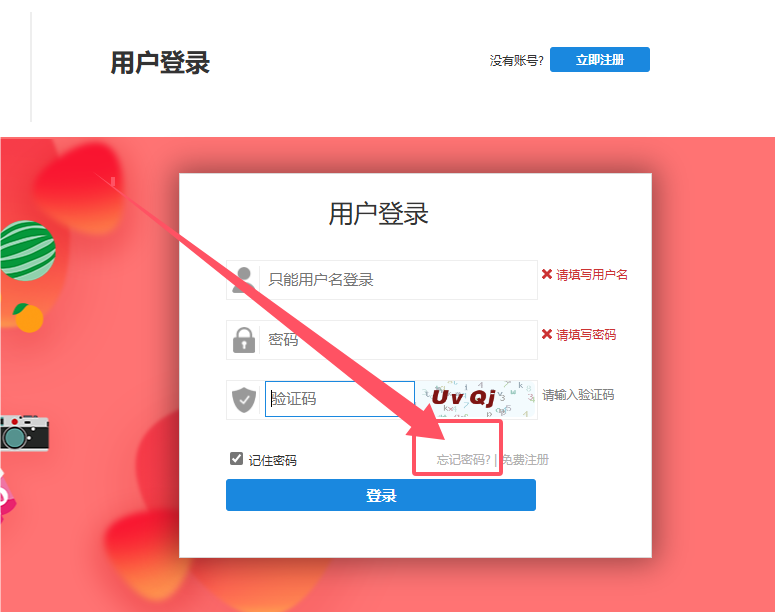 用户登录
没有账号? 立即注册
用户登录
只能用户名登录 请填写用户名
密码 请填写密码
验证码 UvQj 请输入验证码
记住密码 忘记密码? | 免费注册
登录